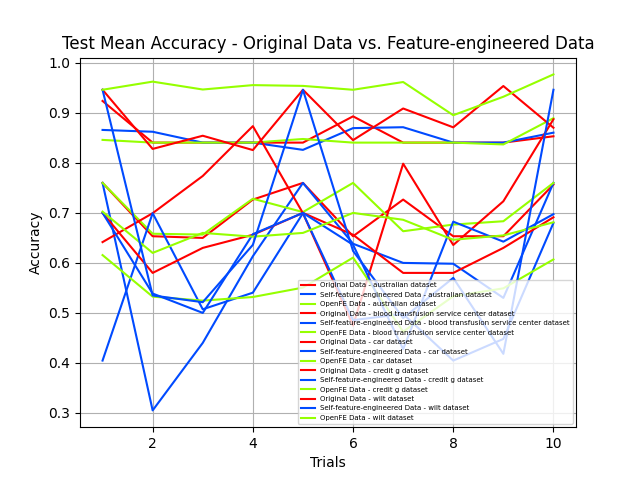 Test Mean Accuracy - Original Data vs. Feature-engineered Data
1.0
0.9
0.8
0.7
0.6
0.5
0.4
0.3
Accuracy
Original Data - australian dataset
Self-feature-engineered Data - australian dataset
OpenFE Data - australian dataset
Original Data - blood transfusion service center dataset
Self-feature-engineered Data - blood transfusion service center dataset
OpenFE Data - blood transfusion service center dataset
Original Data - car dataset
Self-feature-engineered Data - car dataset
OpenFE Data - car dataset
Original Data - credit g dataset
Self-feature-engineered Data - credit g dataset
OpenFE Data - credit g dataset
Original Data - wilt dataset
Self-feature-engineered Data - wilt dataset
OpenFE Data - wilt dataset
2 4 6 8 10
Trials